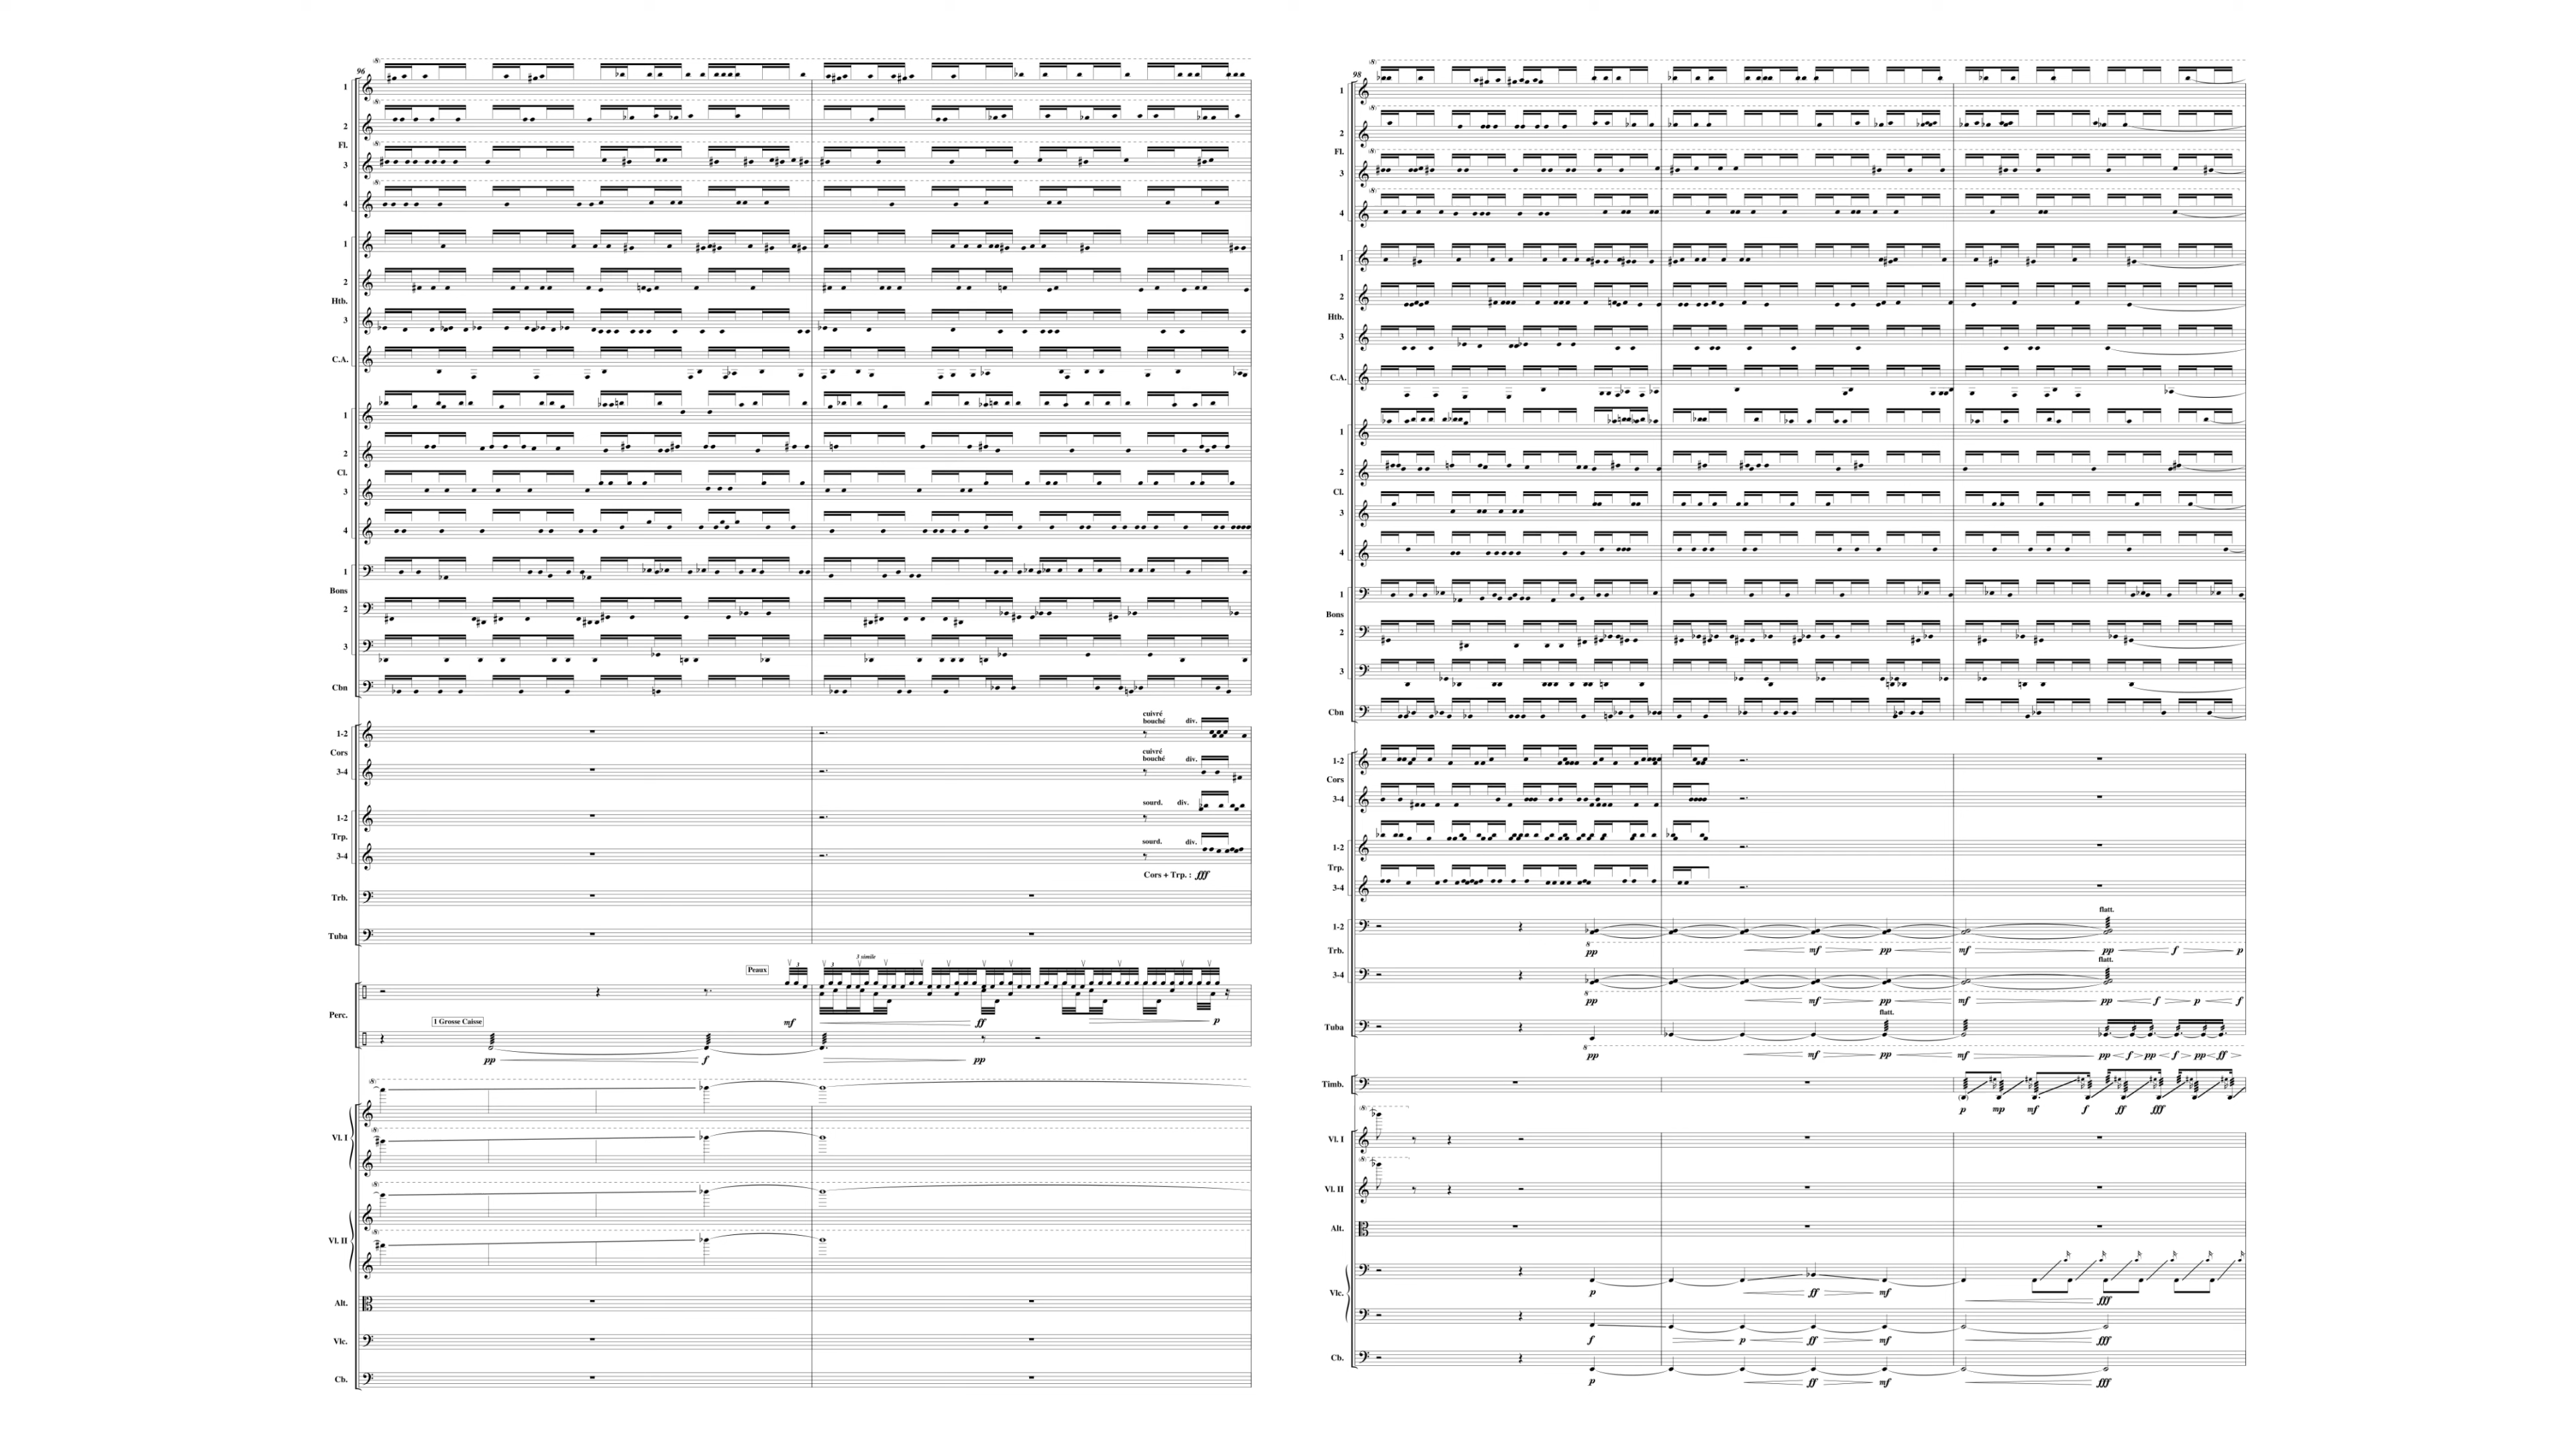 96
1
2
Fl.
3
4
1
2
Htb.
3
C.A.
1
2
Cl.
3
4
1
Bons
2
3
Cbn
cuivré
bouché div.
1-2
Cors
cuivré
bouché div.
3-4
sourd. div.
1-2
Trp.
sourd. div.
3-4
Cors + Trp. : fff
Trb.
Tuba
3 simile
Peaux
3
3
mf
ff
p
Perc.
1 Grosse Caisse
pp
f
pp
Vl. I
Vl. II
Alt.
Vlc.
Cb.
98
1
2
Fl.
3
4
1
2
Htb.
3
C.A.
1
2
Cl.
3
4
1
Bons
2
3
Cbn
1-2
Cors
3-4
1-2
Trp.
3-4
flatt.
1-2
pp mf pp mf pp f p
Trb.
flatt.
3-4
pp mf pp mf pp f p f
flatt.
Tuba
pp mf pp mf pp f pp f pp ff
Timb.
p mp mf f ff fff
Vl. I
Vl. II
Alt.
p ff mf fff
Vlc.
f p ff mf fff
Cb.
p ff mf fff